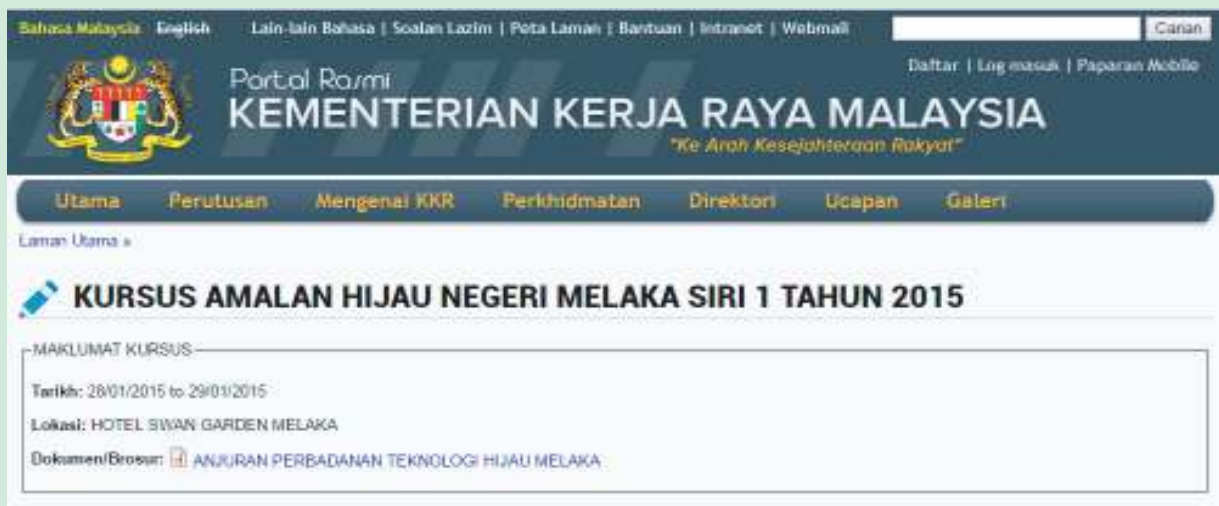 Bahasa Malaysia English Lain-lain Bahasa | Soalan Lazim | Peta Laman | Bantuan | Intranet | Webmail Carian
Daftar | Log masuk | Paparan Mobile
Portal Rasmi
KEMENTERIAN KERJA RAYA MALAYSIA
"Ke Arah Kesejahteraan Rakyat"
Utama Perutusan Mengenai KKR Perkhidmatan Direktori Ucapan Galeri
Laman Utama »
KURSUS AMALAN HIJAU NEGERI MELAKA SIRI 1 TAHUN 2015
MAKLUMAT KURSUS
Tarikh: 28/01/2015 to 29/01/2015
Lokasi: HOTEL SWAN GARDEN MELAKA
Dokumen/Brosur: ANJURAN PERBADANAN TEKNOLOGI HIJAU MELAKA